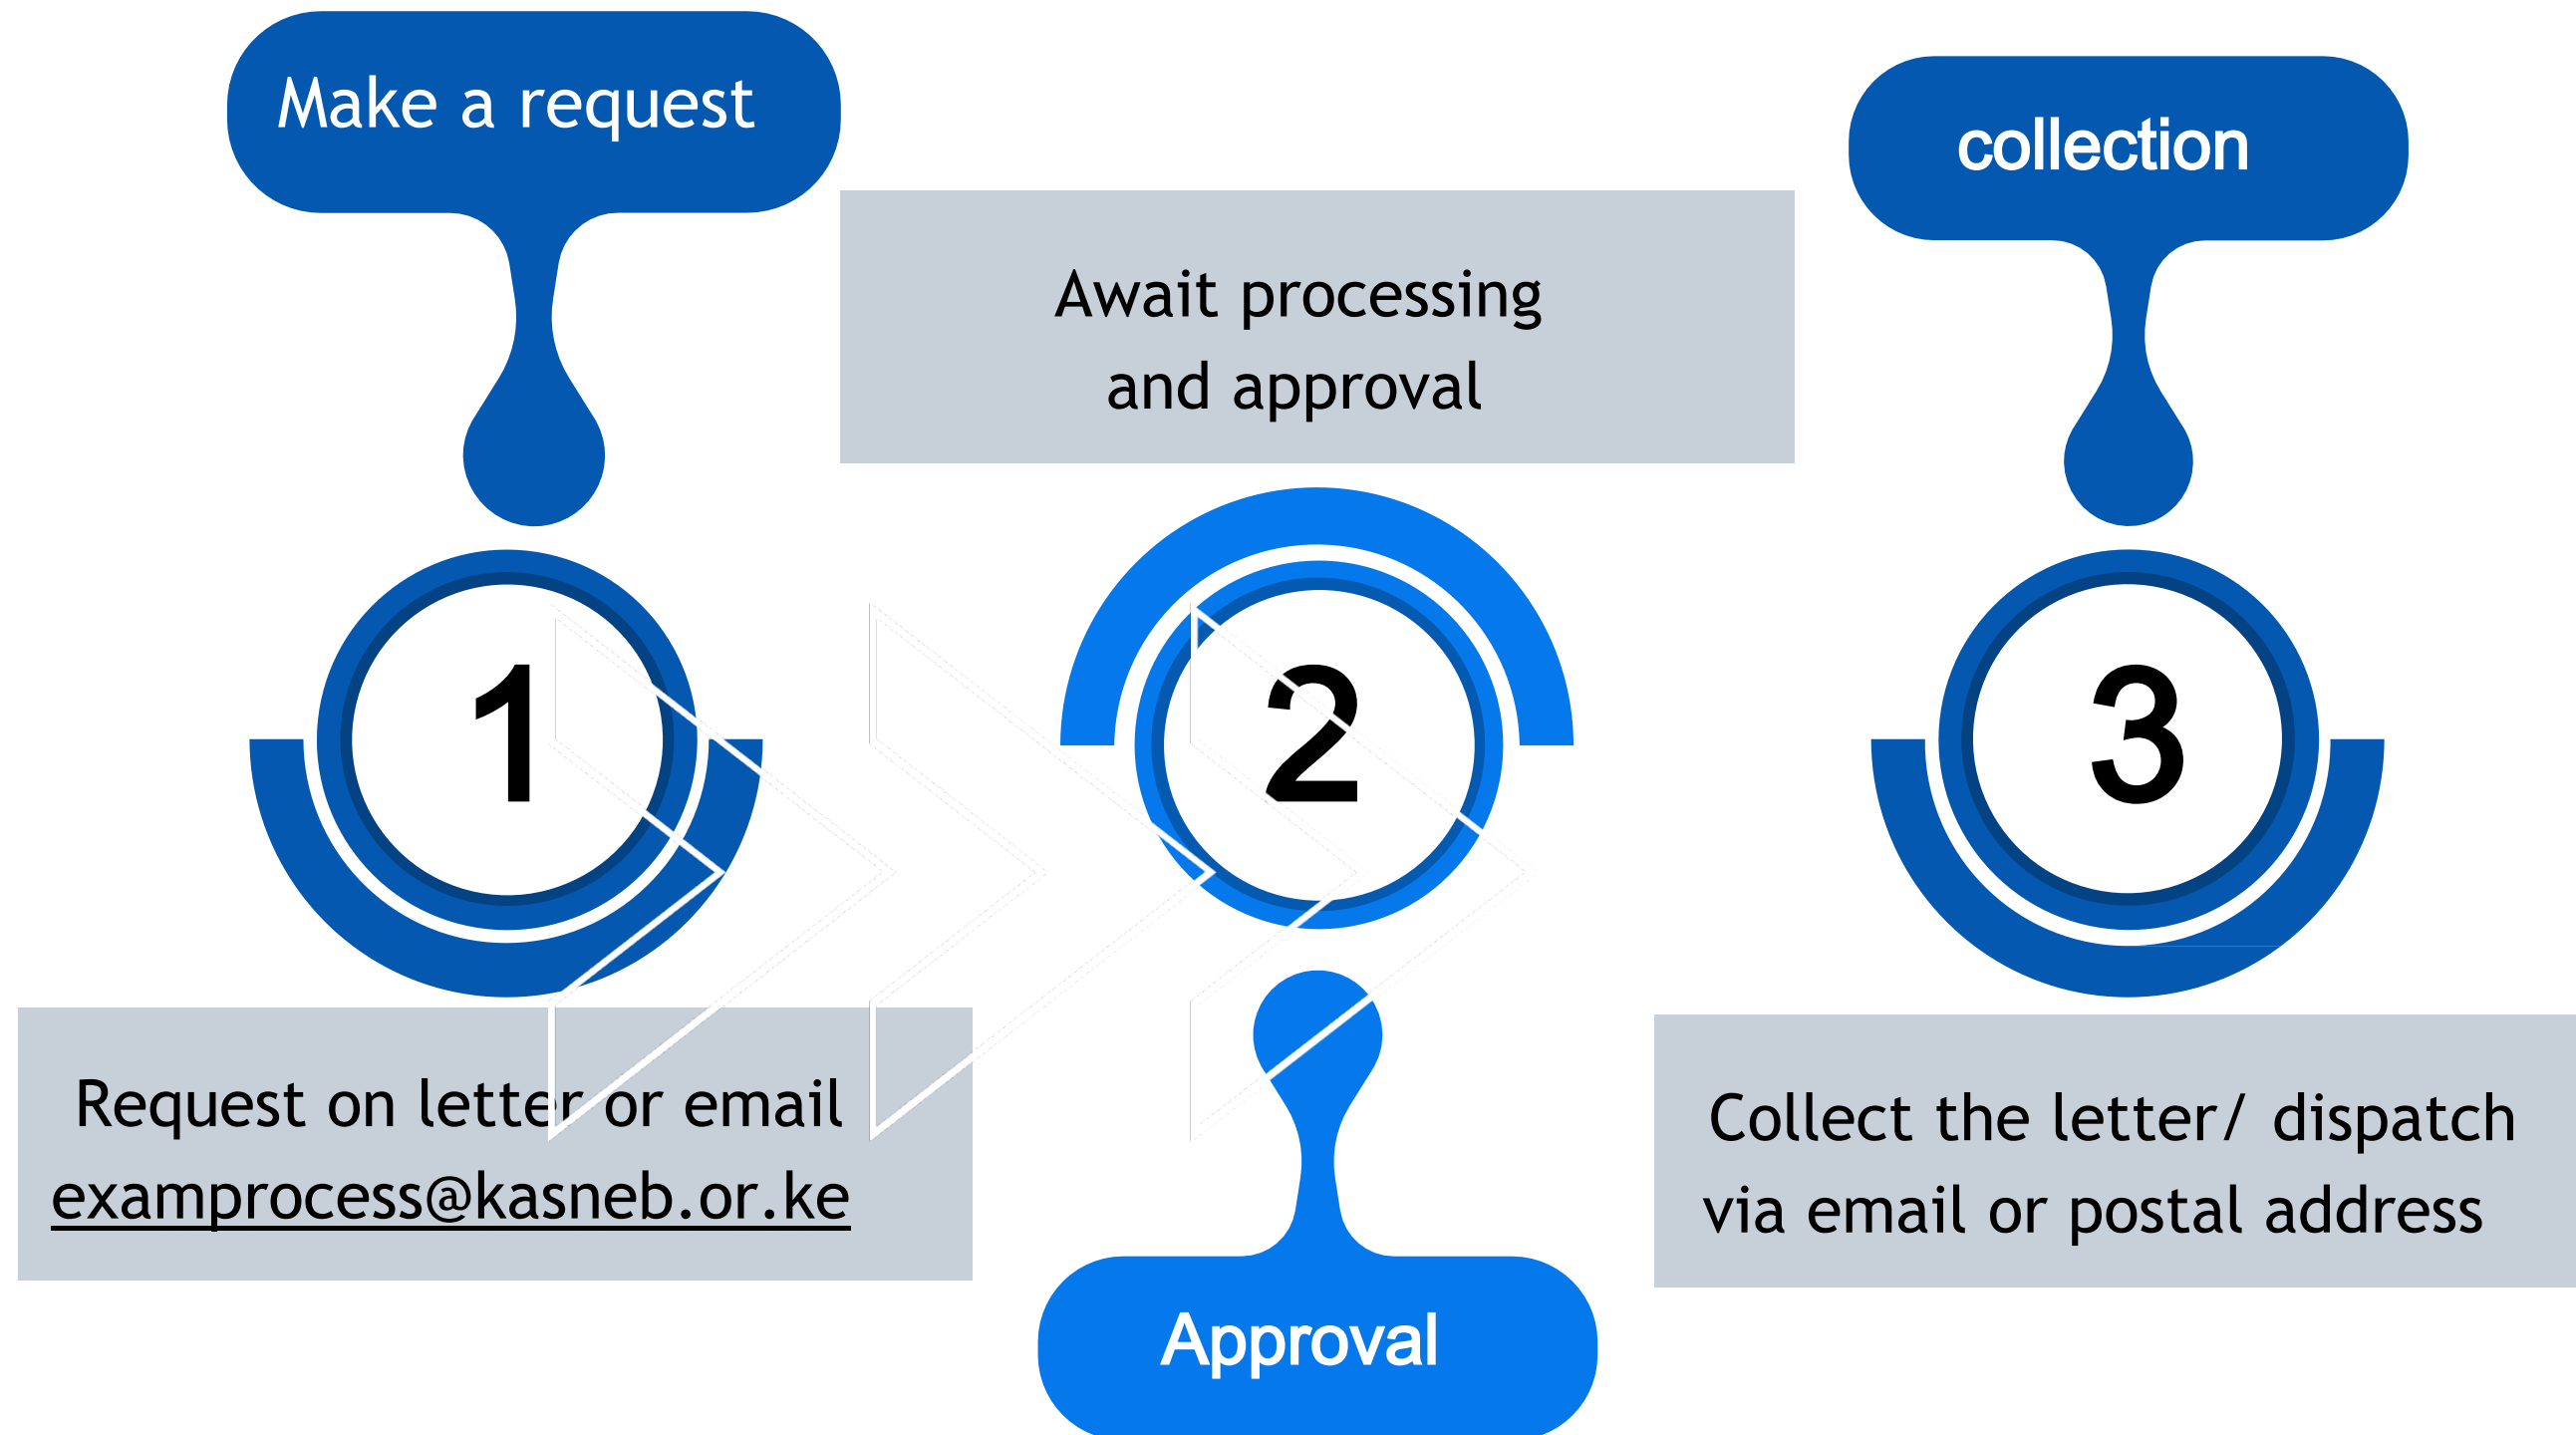 Make a request
1
Request on letter or email
examprocess@kasneb.or.ke
Await processing
and approval
2
Approval
collection
3
Collect the letter/ dispatch
via email or postal address